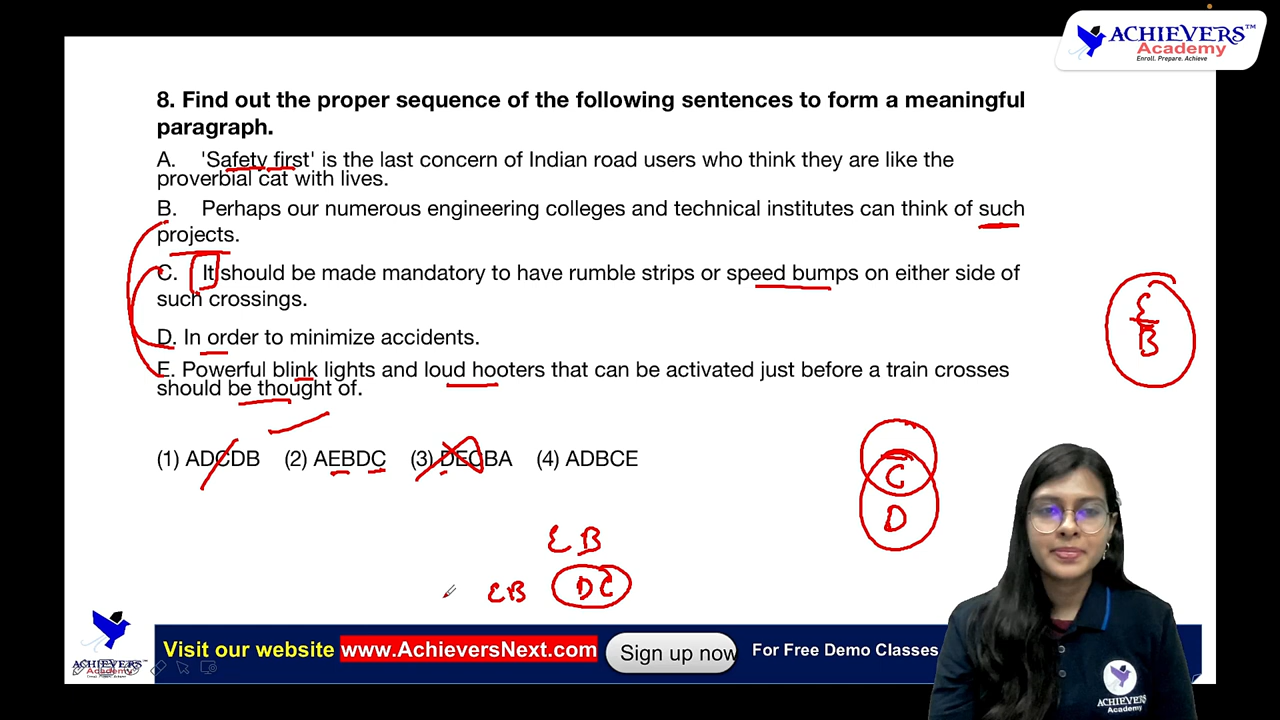 ACHIEVERS™
Academy
Enroll. Prepare. Achieve
8. Find out the proper sequence of the following sentences to form a meaningful
paragraph.
A. 'Safety first' is the last concern of Indian road users who think they are like the
proverbial cat with lives.
B. Perhaps our numerous engineering colleges and technical institutes can think of such
projects.
C. It should be made mandatory to have rumble strips or speed bumps on either side of
such crossings.
D. In order to minimize accidents.
E. Powerful blink lights and loud hooters that can be activated just before a train crosses
should be thought of.
(1) ADCDB (2) AEBDC (3) DECBA (4) ADBCE
E
B
C
D
EB
EB DC
ACHIEVERS
Academy
Visit our website www.AchieversNext.com Sign up now For Free Demo Classes
ACHIEVERS
Academy